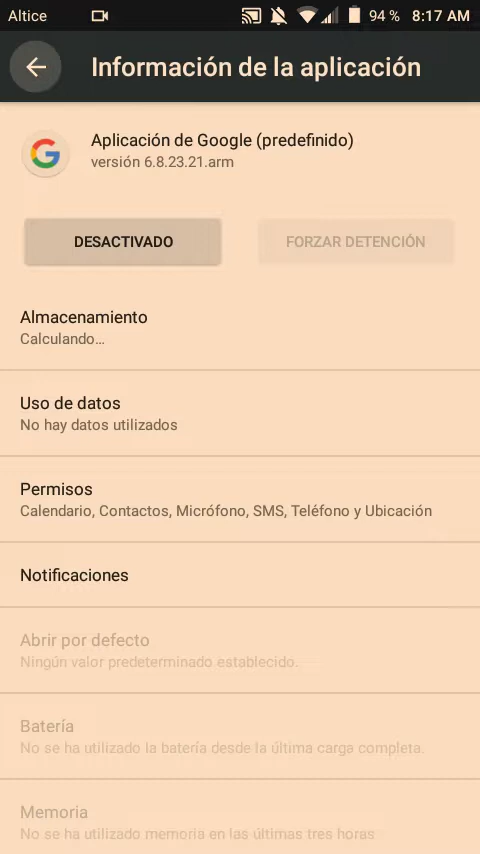 Altice 94 % 8:17 AM
Información de la aplicación
Aplicación de Google (predefinido)
versión 6.8.23.21.arm
DESACTIVADO FORZAR DETENCIÓN
Almacenamiento
Calculando...
Uso de datos
No hay datos utilizados
Permisos
Calendario, Contactos, Micrófono, SMS, Teléfono y Ubicación
Notificaciones
Abrir por defecto
Ningún valor predeterminado establecido.
Batería
No se ha utilizado la batería desde la última carga completa.
Memoria
No se ha utilizado memoria en las últimas tres horas